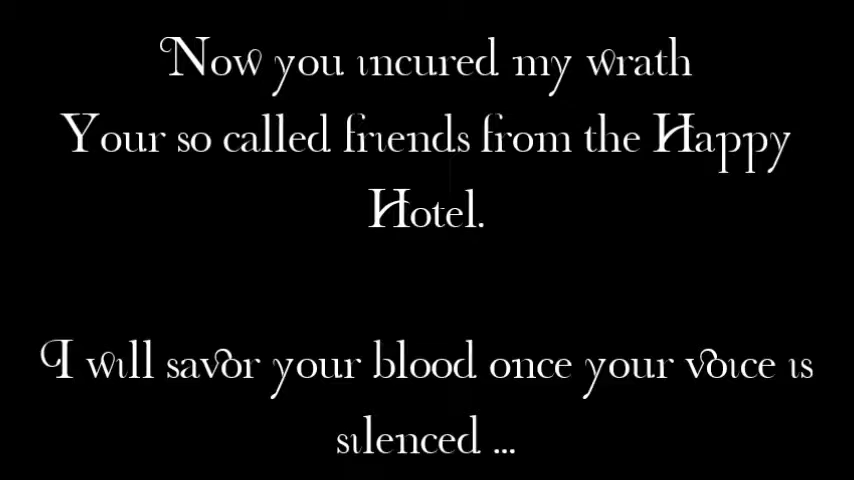 Now you incured my wrath
Your so called friends from the Happy
Hotel.
I will savor your blood once your voice is
silenced ...